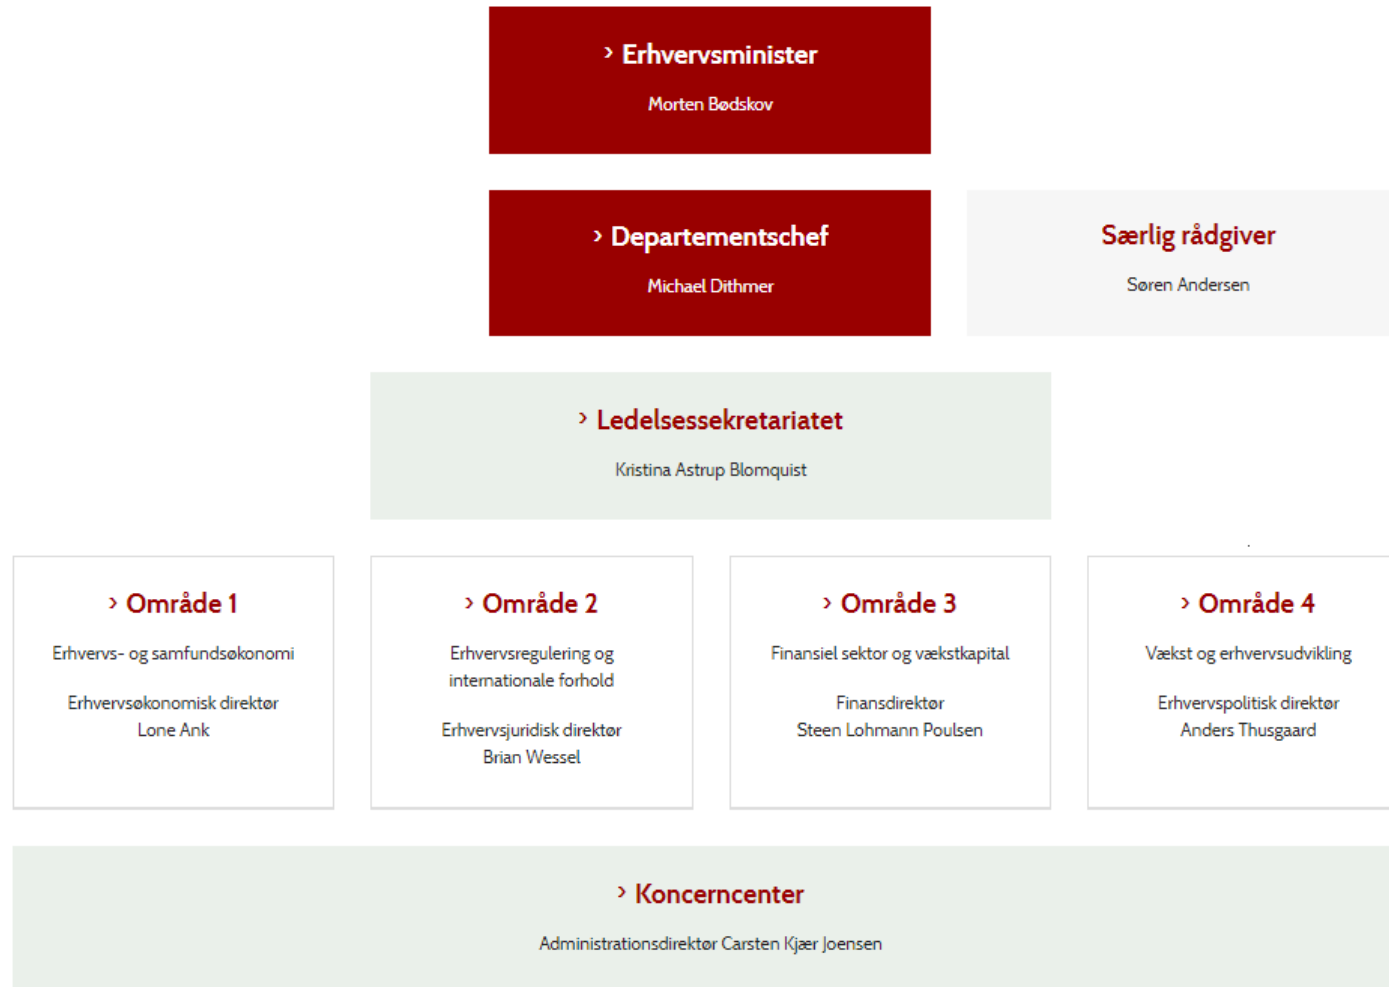 › Erhvervsminister
Morten Bødskov
› Departementschef
Michael Dithmer
Særlig rådgiver
Søren Andersen
› Ledelsessekretariatet
Kristina Astrup Blomquist
› Område 1
Erhvervs- og samfundsøkonomi
Erhvervsøkonomisk direktør
Lone Ank
› Område 2
Erhvervsregulering og
internationale forhold
Erhvervsjuridisk direktør
Brian Wessel
› Område 3
Finansiel sektor og vækstkapital
Finansdirektør
Steen Lohmann Poulsen
› Område 4
Vækst og erhvervsudvikling
Erhvervspolitisk direktør
Anders Thusgaard
› Koncerncenter
Administrationsdirektør Carsten Kjær Joensen